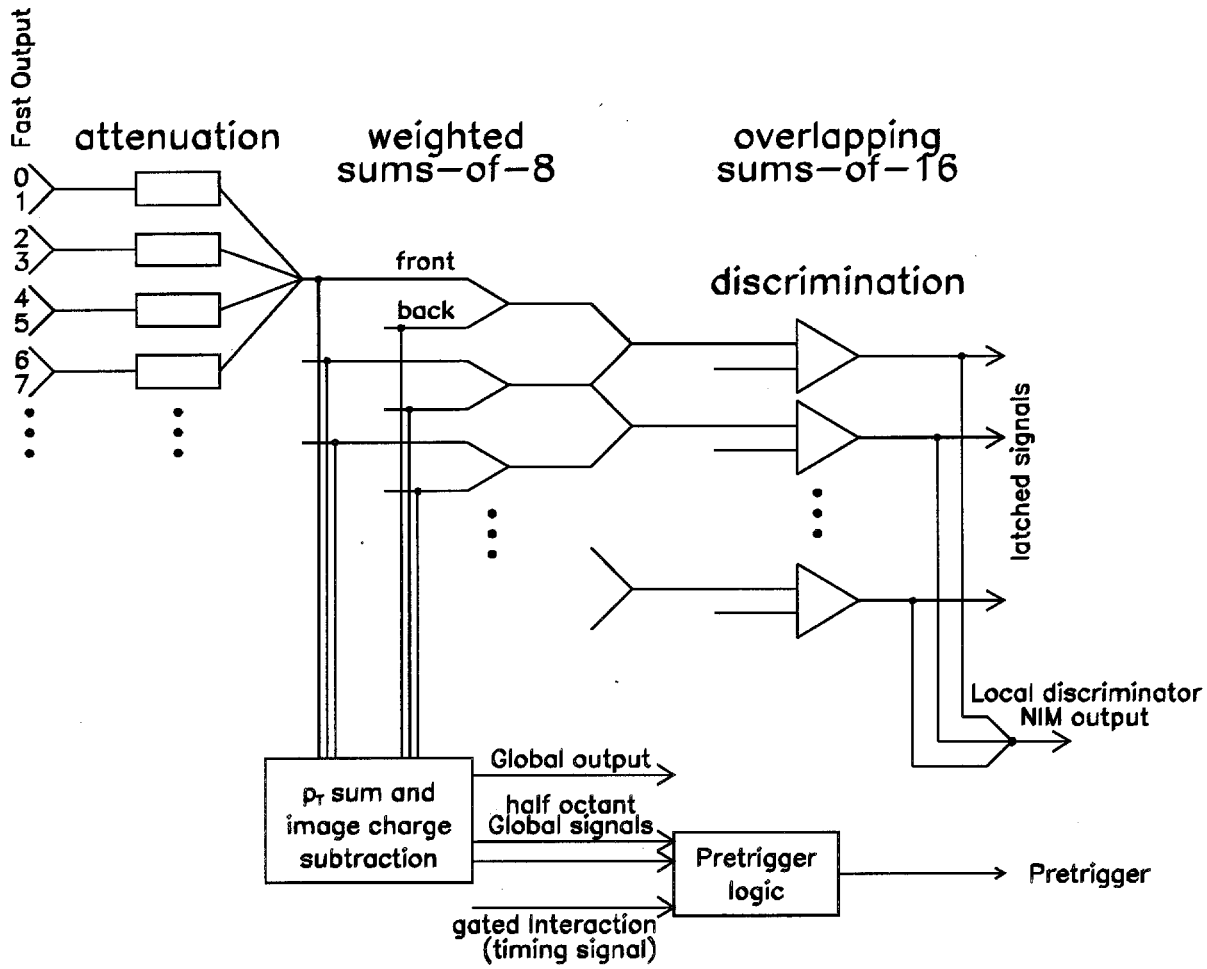 Fast Output
attenuation
weighted
sums-of-8
overlapping
sums-of-16
0
1
2
3
4
5
6
7
front
back
discrimination
latched signals
Local discriminator
NIM output
pT sum and
image charge
subtraction
Global output
half octant
Global signals
gated Interaction
(timing signal)
Pretrigger
logic
Pretrigger